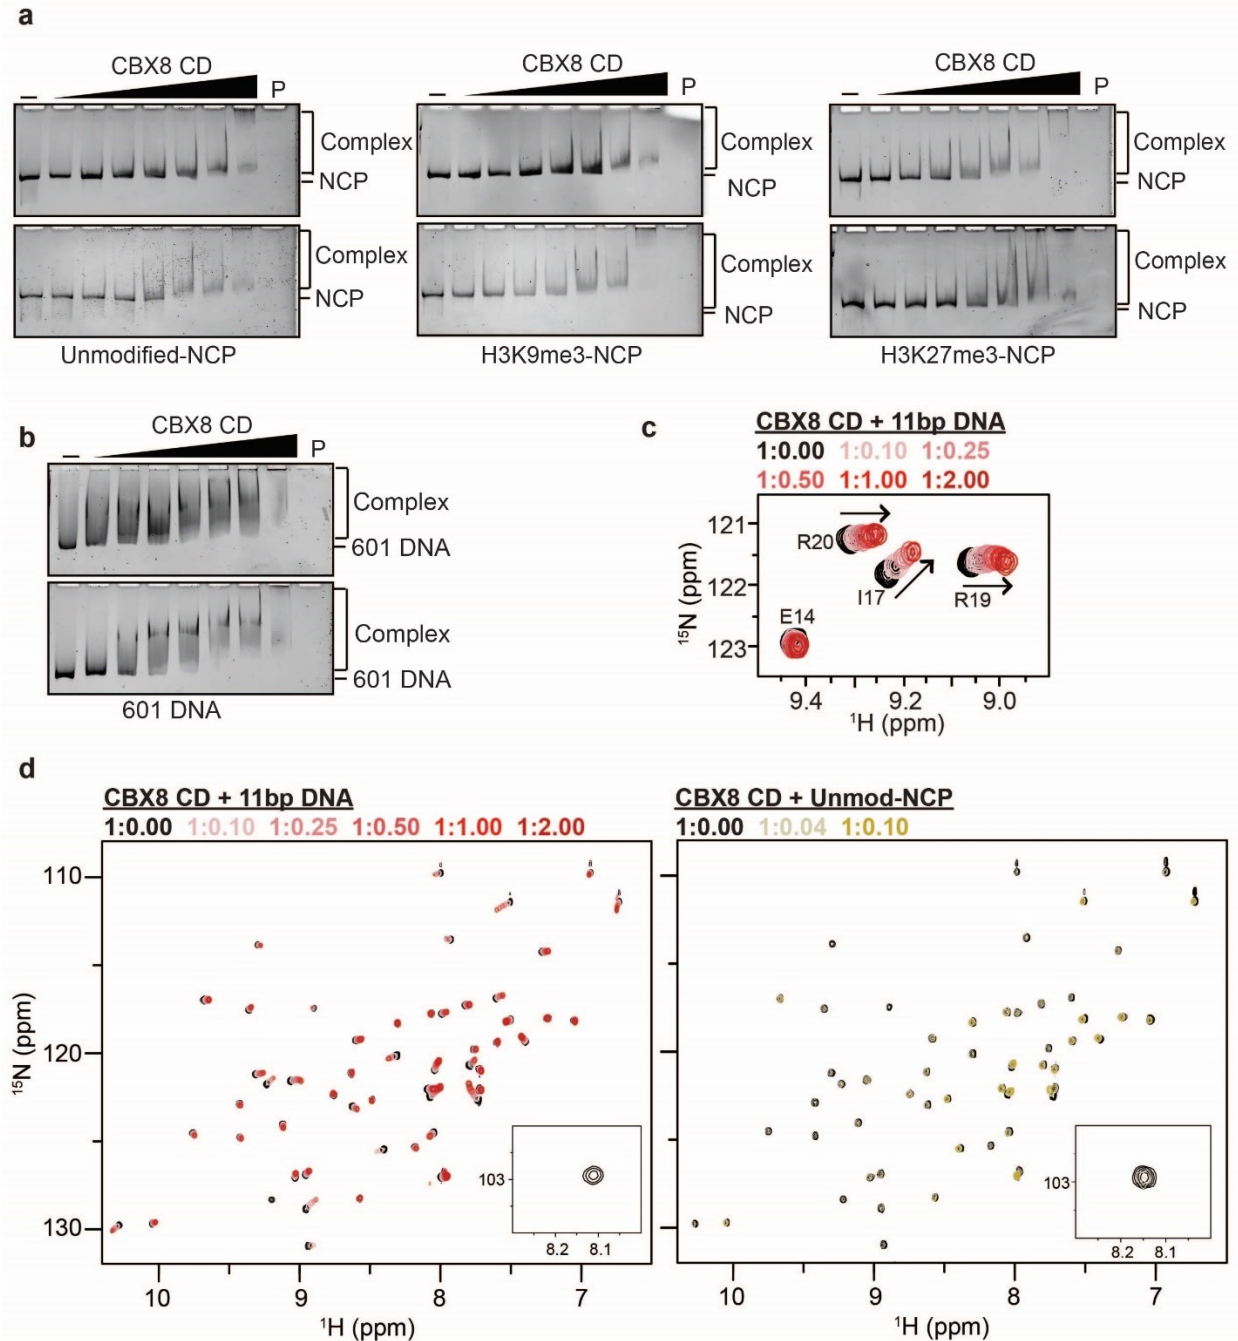 a
CBX8 CD
P
CBX8 CD
P
CBX8 CD
P
Complex
NCP
Complex
NCP
Complex
NCP
Complex
NCP
Complex
NCP
Complex
NCP
Unmodified-NCP
H3K9me3-NCP
H3K27me3-NCP
b
CBX8 CD
P
Complex
601 DNA
Complex
601 DNA
601 DNA
c
CBX8 CD + 11bp DNA
1:0.00 1:0.10 1:0.25
1:0.50 1:1.00 1:2.00
121
122
123
¹⁵N (ppm)
R20
I17
R19
E14
9.4 9.2 9.0
¹H (ppm)
d
CBX8 CD + 11bp DNA
1:0.00 1:0.10 1:0.25 1:0.50 1:1.00 1:2.00
110
120
130
¹⁵N (ppm)
103
8.2 8.1
10 9 8 7
¹H (ppm)
CBX8 CD + Unmod-NCP
1:0.00 1:0.04 1:0.10
103
8.2 8.1
10 9 8 7
¹H (ppm)